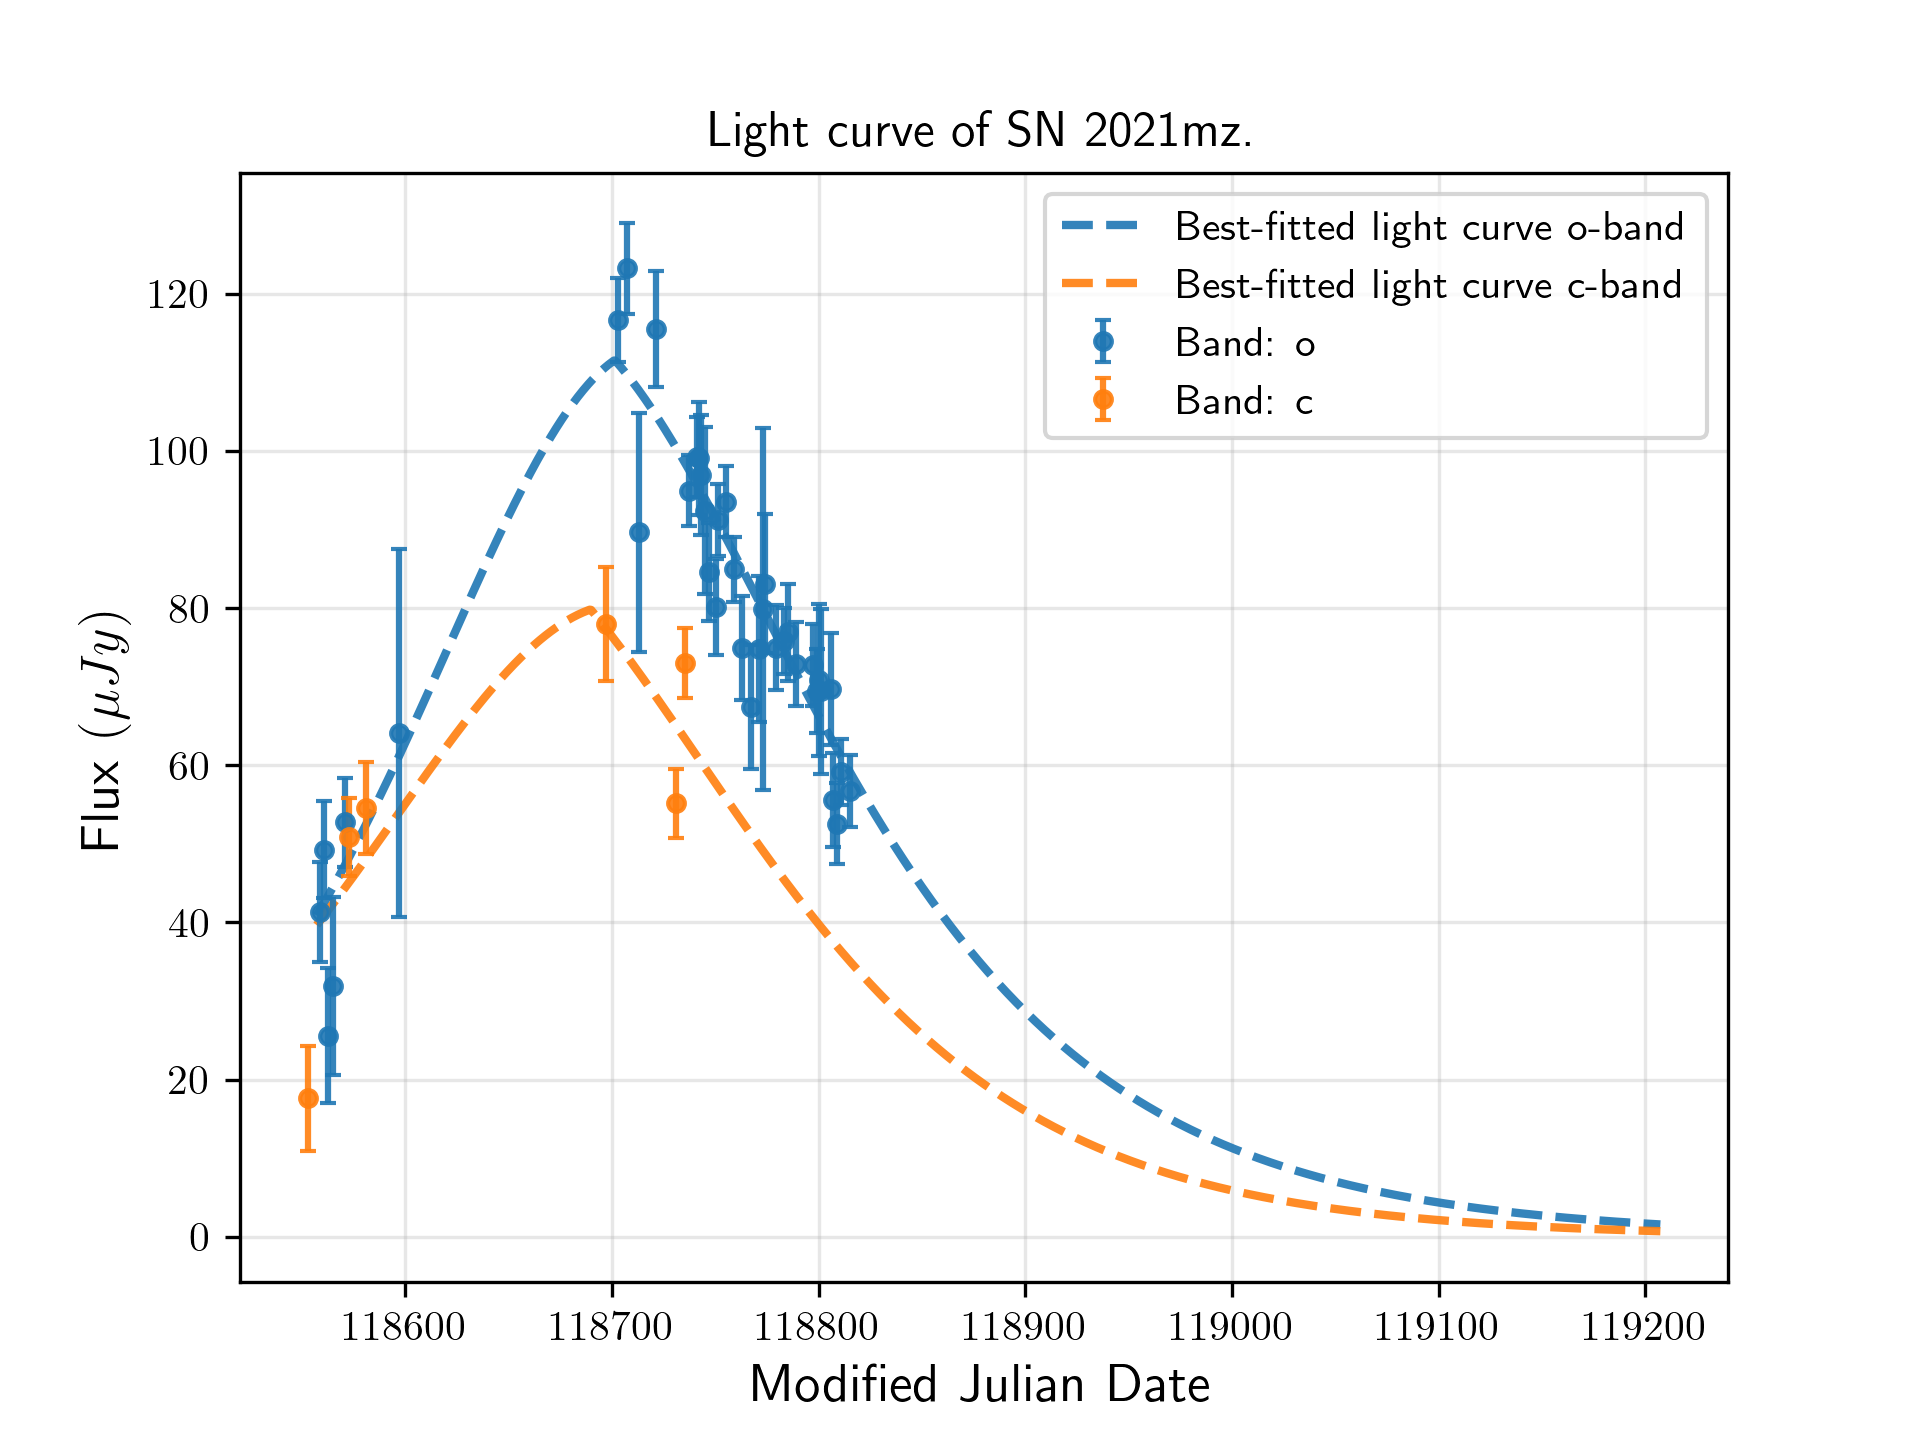 Light curve of SN 2021mz.
Best-fitted light curve o-band
Best-fitted light curve c-band
Band: o
Band: c
Flux (μJy)
120
100
80
60
40
20
0
118600 118700 118800 118900 119000 119100 119200
Modified Julian Date